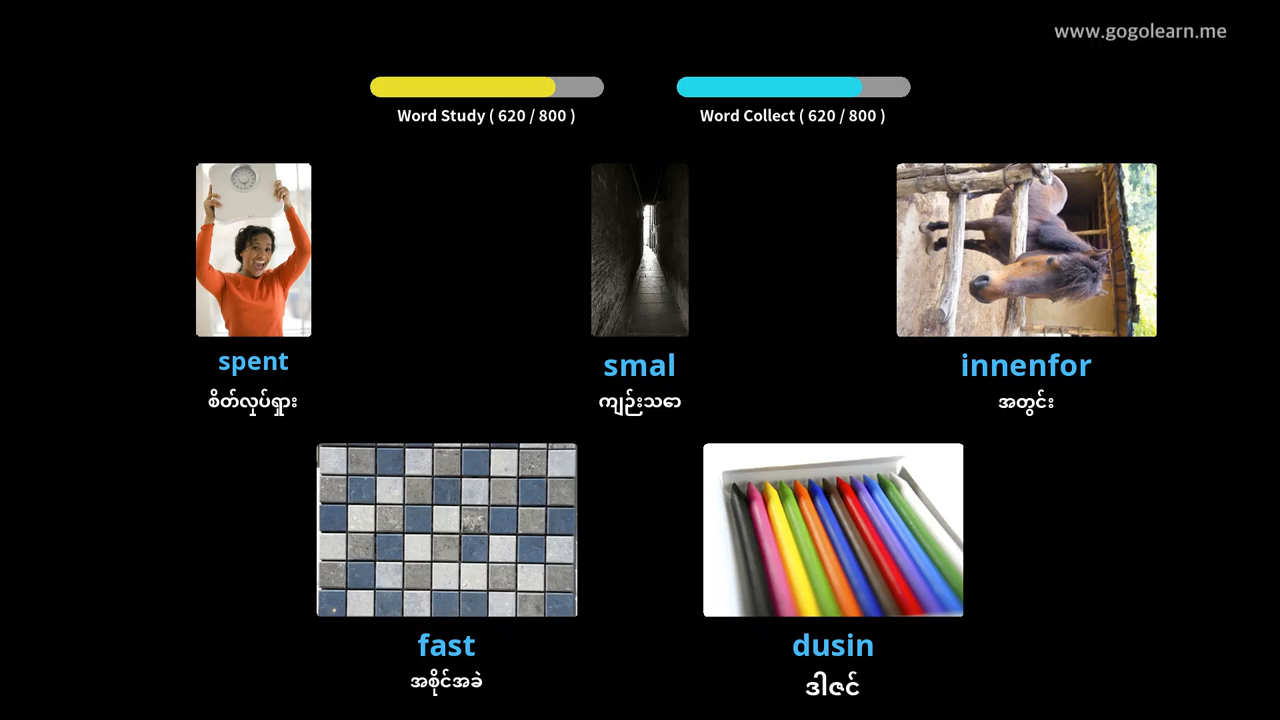 www.gogolearn.me
Word Study ( 620 / 800 )
Word Collect ( 620 / 800 )
spent
smal
innenfor
စိတ်လှုပ်ရှား
ကျဉ်းသော
အတွင်း
fast
dusin
အစိုင်အခဲ
ဒါဇင်